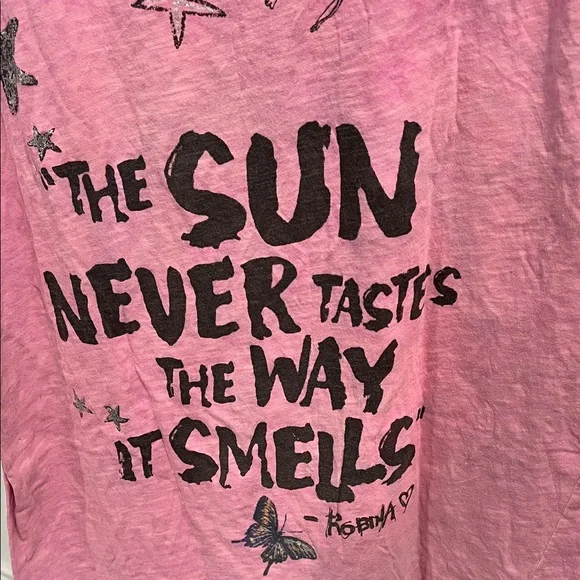 "THE SUN
NEVER TASTES
THE WAY
IT SMELLS"
- ROBINA